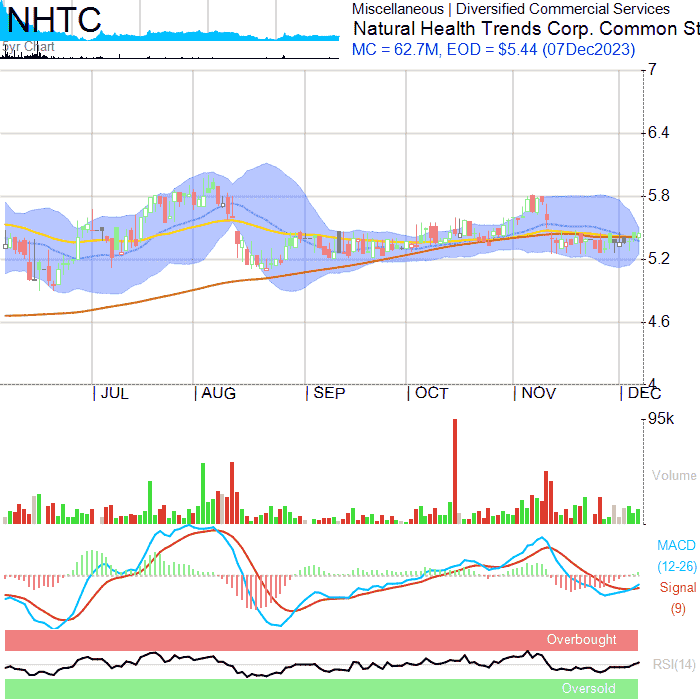 NHTC
5yr Chart
Miscellaneous | Diversified Commercial Services
Natural Health Trends Corp. Common St
MC = 62.7M, EOD = $5.44 (07Dec2023)
7
6.4
5.8
5.2
4.6
4
JUL AUG SEP OCT NOV DEC
95k
Volume
MACD
(12-26)
Signal
(9)
Overbought
RSI(14)
Oversold